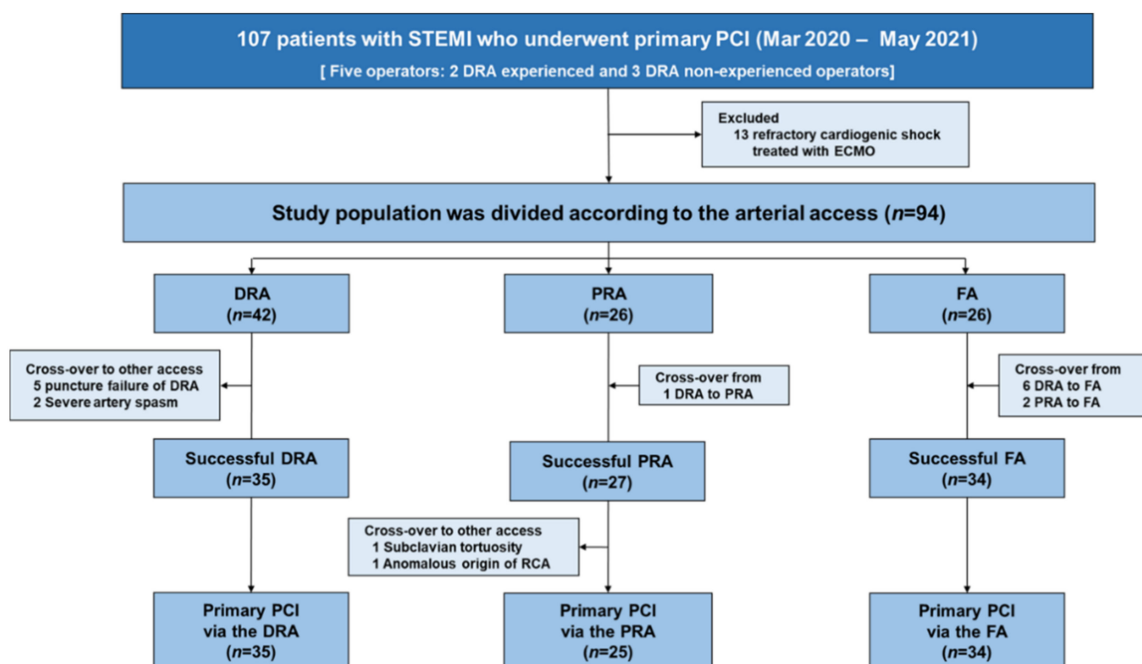 107 patients with STEMI who underwent primary PCI (Mar 2020 – May 2021)
[ Five operators: 2 DRA experienced and 3 DRA non-experienced operators]
Excluded
13 refractory cardiogenic shock
treated with ECMO
Study population was divided according to the arterial access (n=94)
DRA
(n=42)
PRA
(n=26)
FA
(n=26)
Cross-over to other access
5 puncture failure of DRA
2 Severe artery spasm
Cross-over from
1 DRA to PRA
Cross-over from
6 DRA to FA
2 PRA to FA
Successful DRA
(n=35)
Successful PRA
(n=27)
Successful FA
(n=34)
Cross-over to other access
1 Subclavian tortuosity
1 Anomalous origin of RCA
Primary PCI
via the DRA
(n=35)
Primary PCI
via the PRA
(n=25)
Primary PCI
via the FA
(n=34)